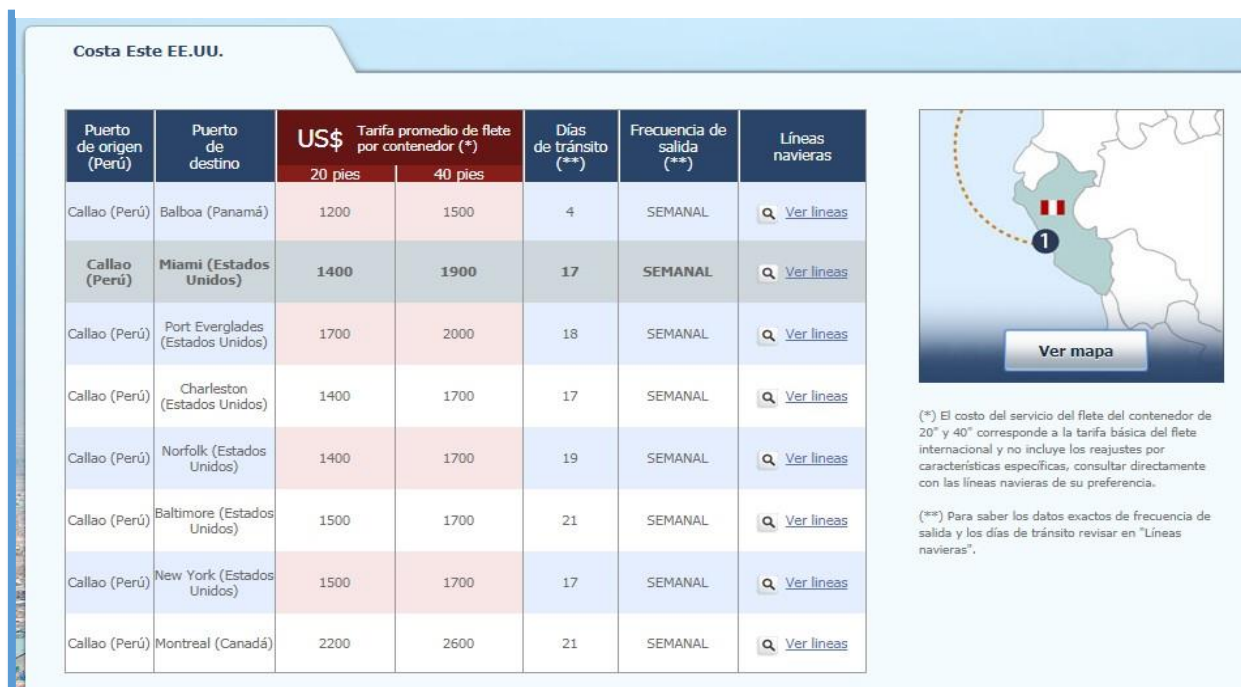 Costa Este EE.UU.
Puerto de origen (Perú) Puerto de destino US$ Tarifa promedio de flete por contenedor (*) Días de tránsito (**) Frecuencia de salida (**) Líneas navieras
20 pies 40 pies
Callao (Perú) Balboa (Panamá) 1200 1500 4 SEMANAL Ver lineas
Callao (Perú) Miami (Estados Unidos) 1400 1900 17 SEMANAL Ver lineas
Callao (Perú) Port Everglades (Estados Unidos) 1700 2000 18 SEMANAL Ver lineas
Callao (Perú) Charleston (Estados Unidos) 1400 1700 17 SEMANAL Ver lineas
Callao (Perú) Norfolk (Estados Unidos) 1400 1700 19 SEMANAL Ver lineas
Callao (Perú) Baltimore (Estados Unidos) 1500 1700 21 SEMANAL Ver lineas
Callao (Perú) New York (Estados Unidos) 1500 1700 17 SEMANAL Ver lineas
Callao (Perú) Montreal (Canadá) 2200 2600 21 SEMANAL Ver lineas
1
Ver mapa
(*) El costo del servicio del flete del contenedor de
20" y 40" corresponde a la tarifa básica del flete
internacional y no incluye los reajustes por
características específicas, consultar directamente
con las líneas navieras de su preferencia.
(**) Para saber los datos exactos de frecuencia de
salida y los días de tránsito revisar en "Líneas
navieras".